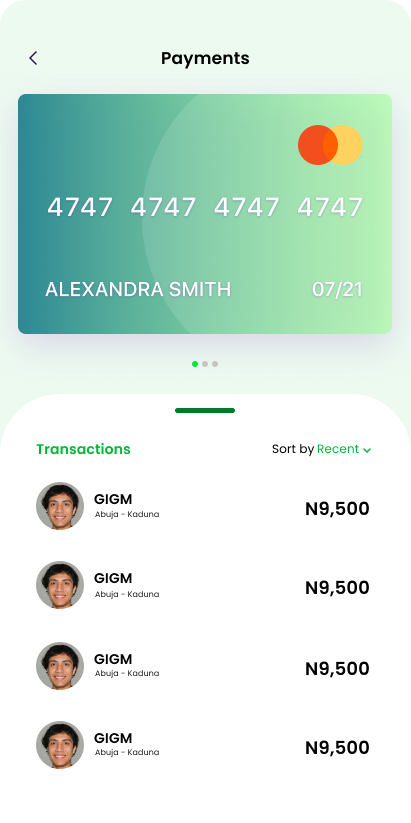 Payments
4747 4747 4747 4747
ALEXANDRA SMITH 07/21
Transactions Sort by Recent
GIGM
Abuja - Kaduna
N9,500
GIGM
Abuja - Kaduna
N9,500
GIGM
Abuja - Kaduna
N9,500
GIGM
Abuja - Kaduna
N9,500